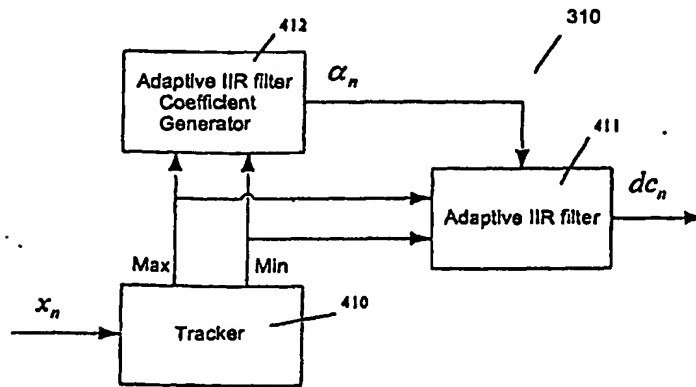 412
310
Adaptive IIR filter
Coefficient
Generator
αₙ
411
Adaptive IIR filter
dcₙ
Max
Min
410
xₙ
Tracker